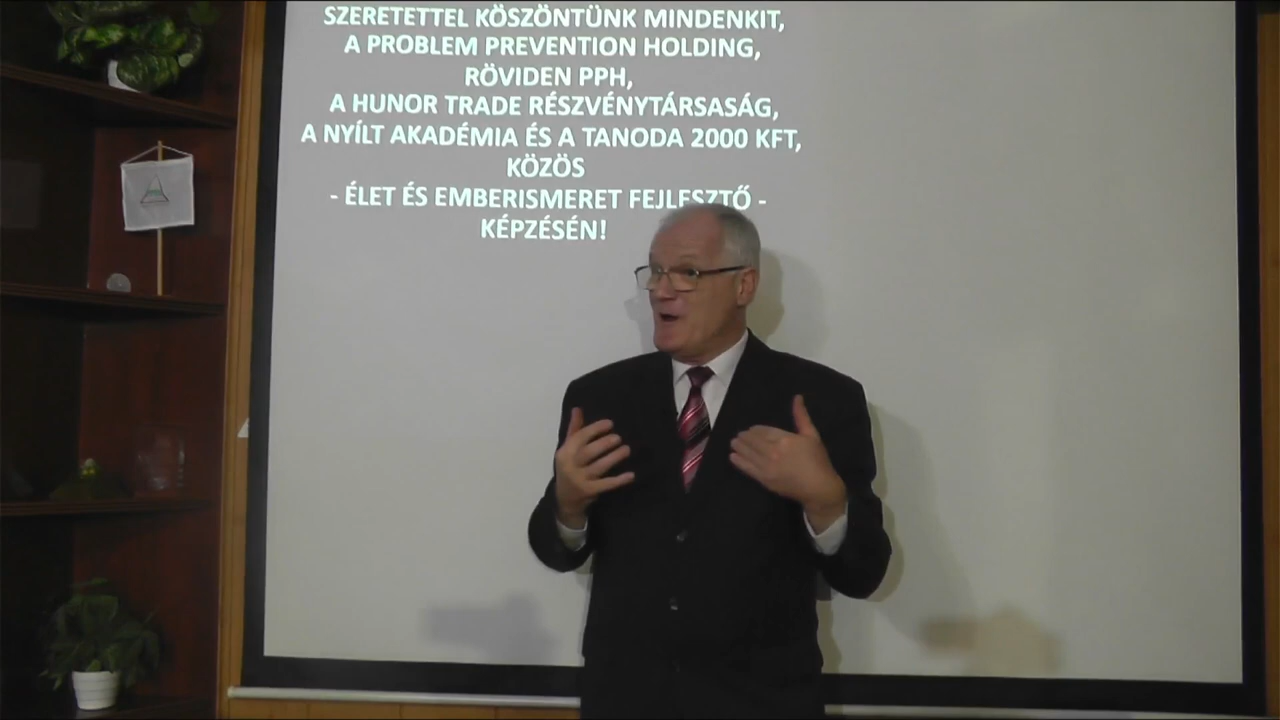 SZERETETTEL KÖSZÖNTÜNK MINDENKIT,
A PROBLEM PREVENTION HOLDING,
RÖVIDEN PPH,
A HUNOR TRADE RÉSZVÉNYTÁRSASÁG,
A NYÍLT AKADÉMIA ÉS A TANODA 2000 KFT,
KÖZÖS
- ÉLET ÉS EMBERISMERET FEJLESZTŐ -
KÉPZÉSÉN!